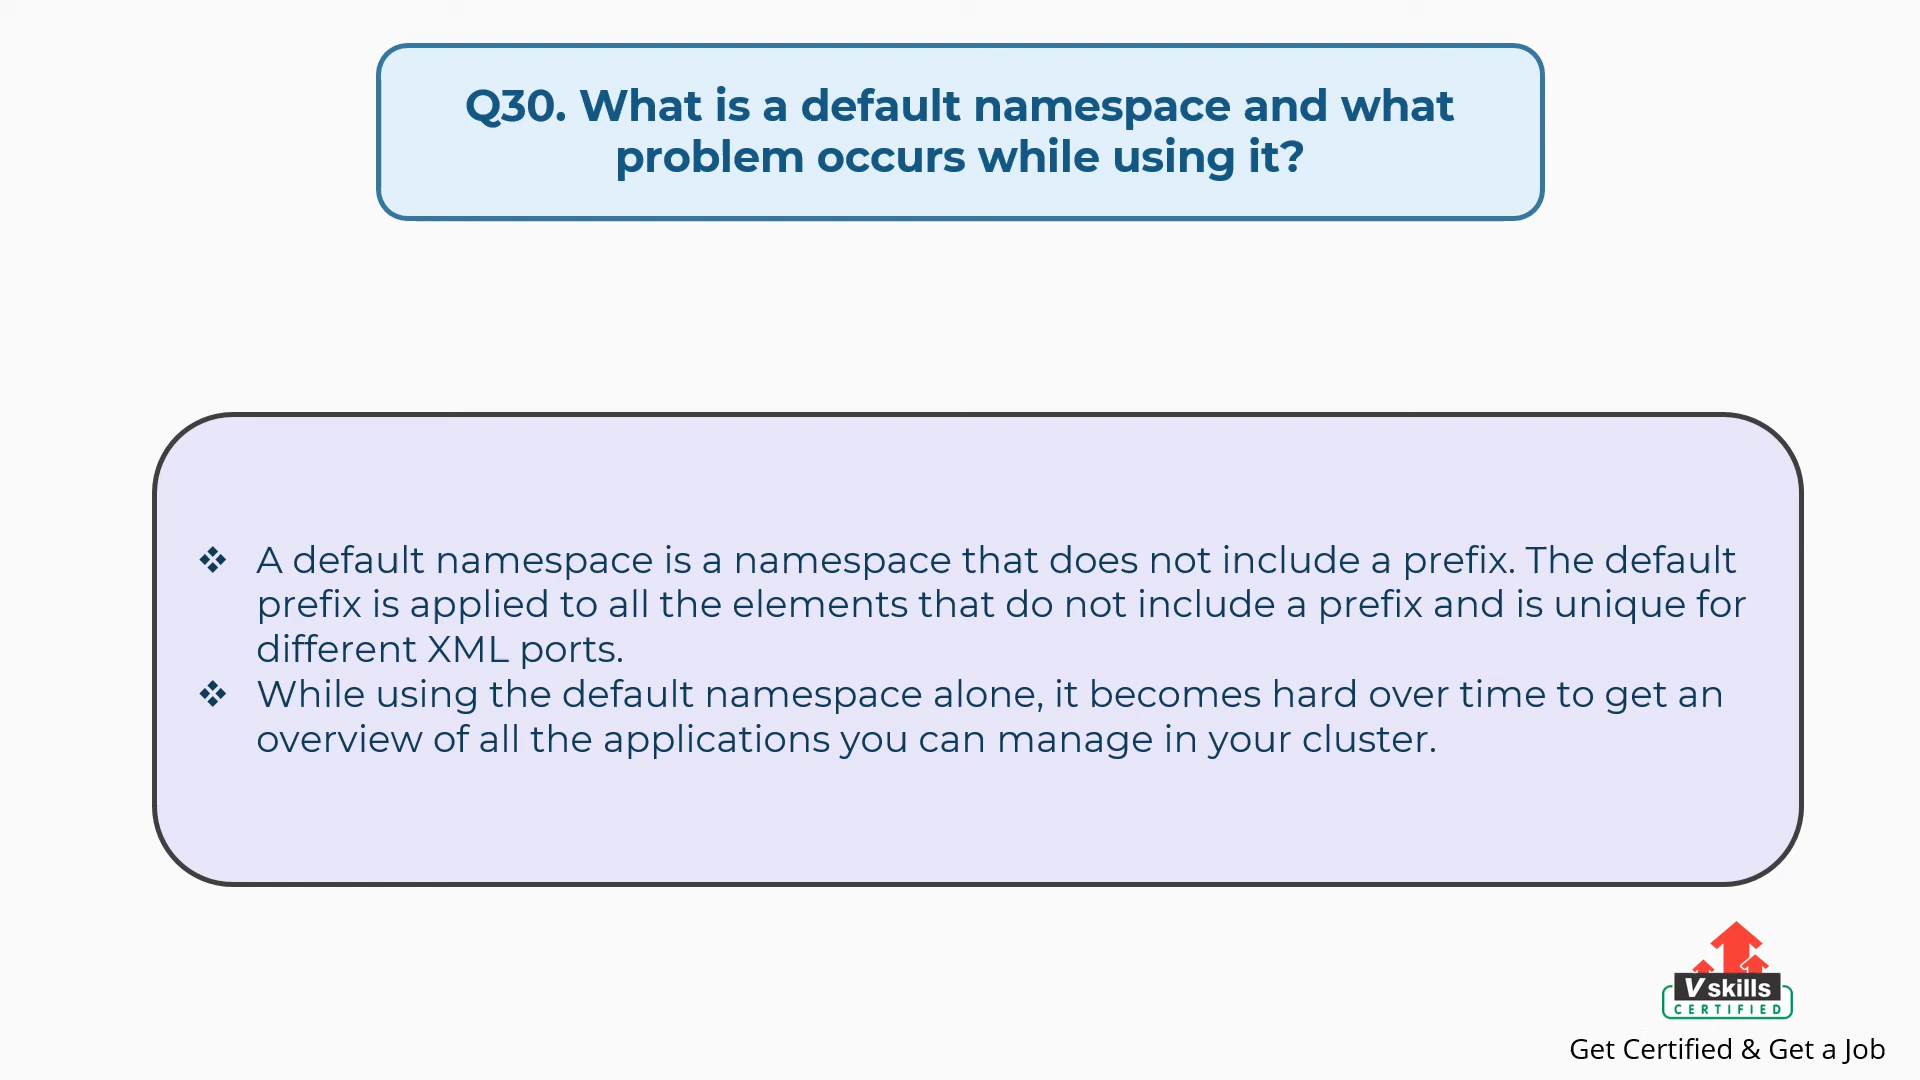 Q30. What is a default namespace and what
problem occurs while using it?
❖ A default namespace is a namespace that does not include a prefix. The default
prefix is applied to all the elements that do not include a prefix and is unique for
different XML ports.
❖ While using the default namespace alone, it becomes hard over time to get an
overview of all the applications you can manage in your cluster.
Vskills
CERTIFIED
Get Certified & Get a Job